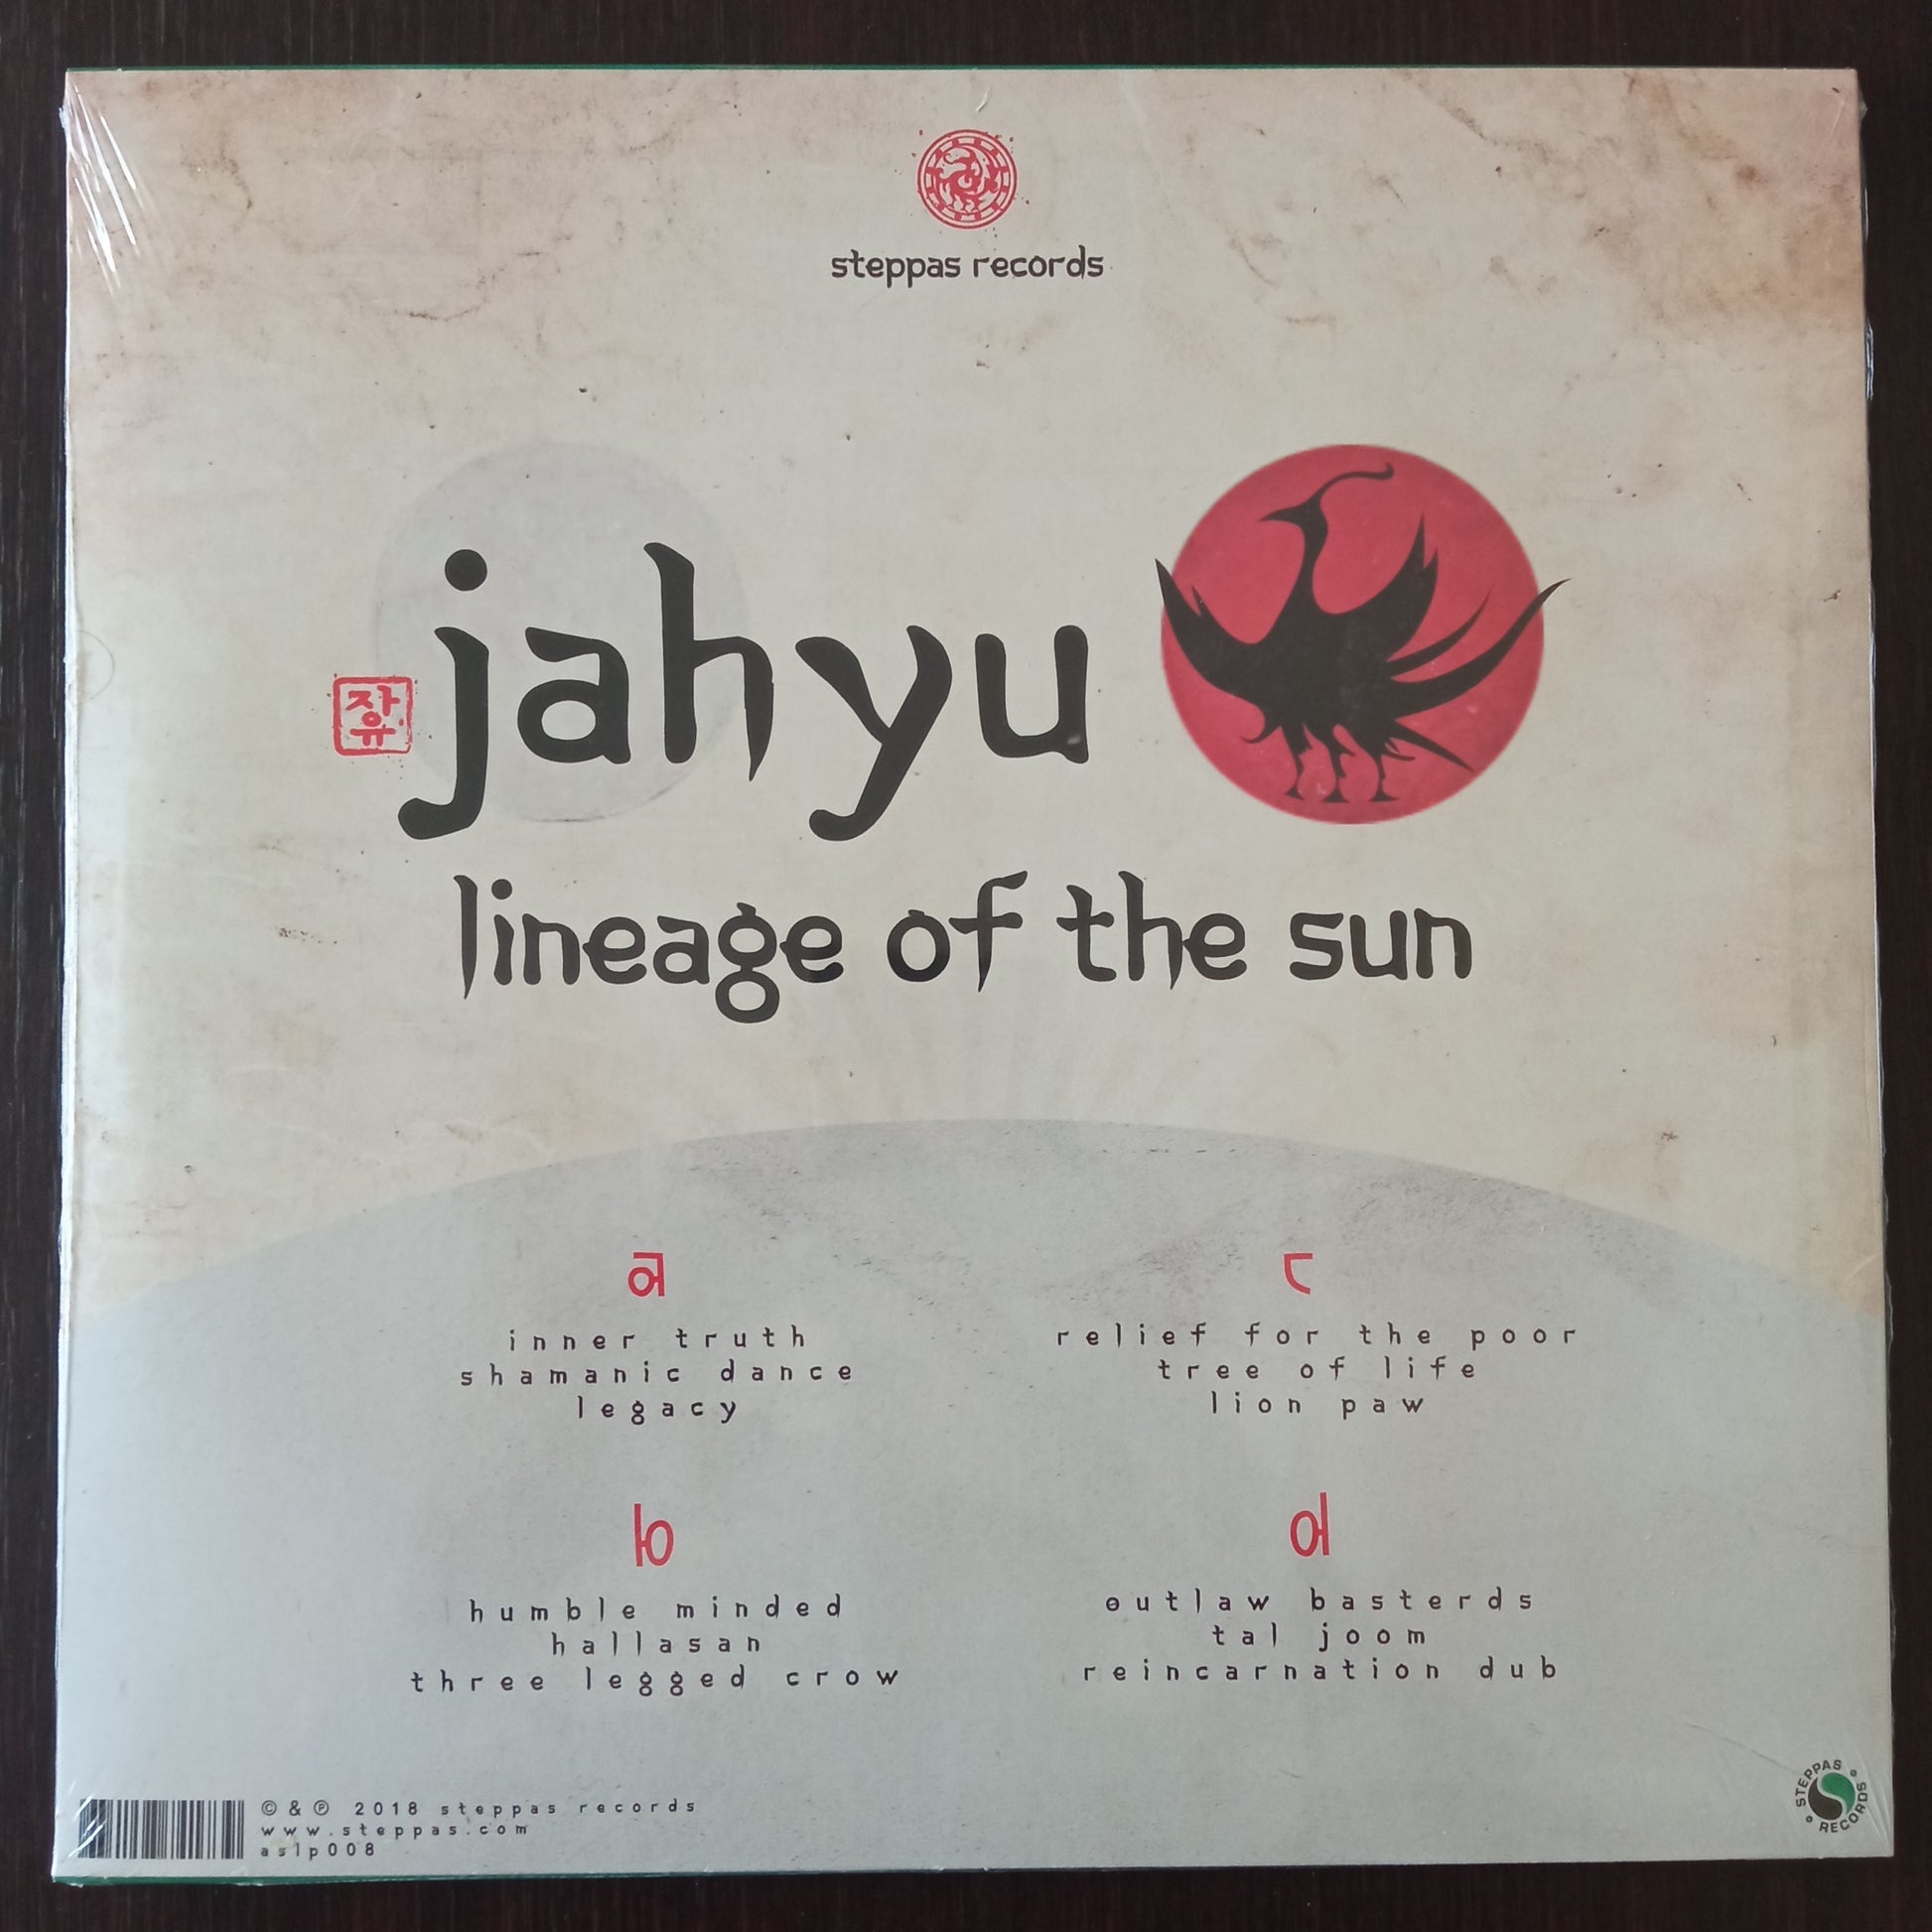 steppas records
자유
jahyu
lineage of the sun
a
inner truth
shamanic dance
legacy
b
humble minded
hallasan
three legged crow
c
relief for the poor
tree of life
lion paw
d
outlaw basterds
tal joom
reincarnation dub
© & ℗ 2018 steppas records
www.steppas.com
aslp008
STEPPAS RECORDS